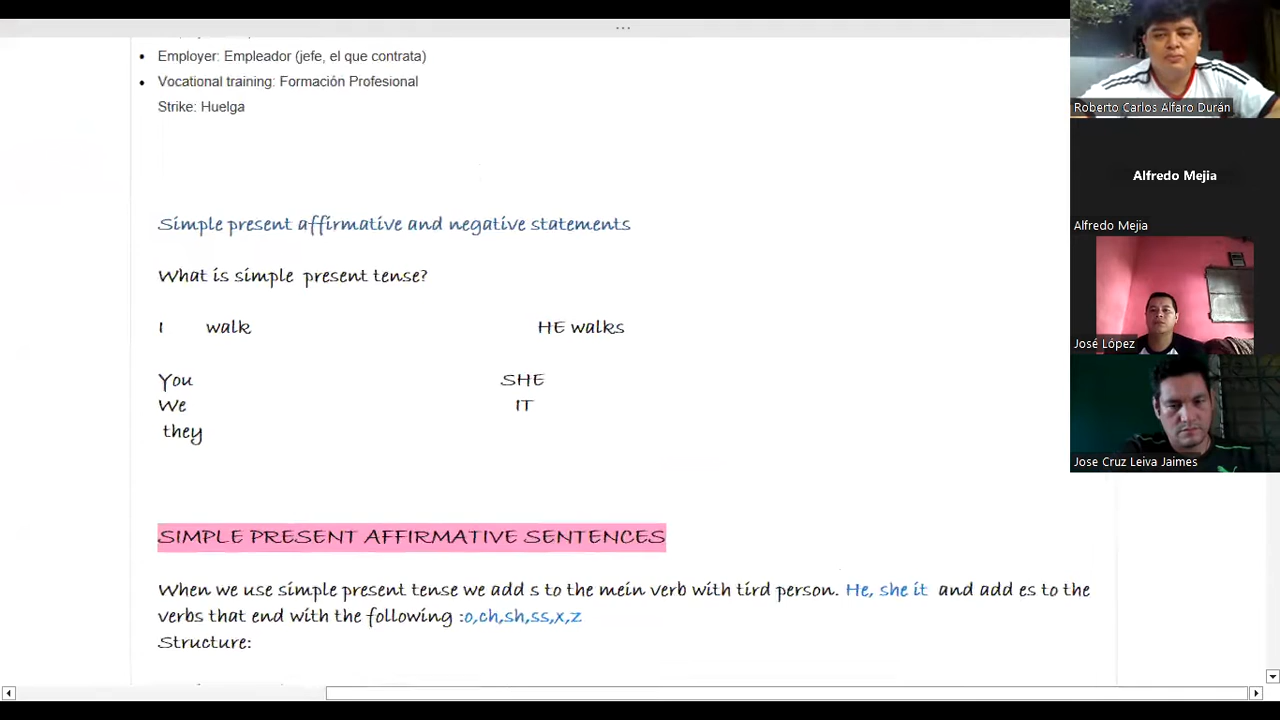 Employer: Empleador (jefe, el que contrata)
Vocational training: Formación Profesional
Strike: Huelga
Simple present affirmative and negative statements
What is simple present tense?
I walk HE walks
You SHE
We IT
they
SIMPLE PRESENT AFFIRMATIVE SENTENCES
When we use simple present tense we add s to the mein verb with tird person. He, she it and add es to the
verbs that end with the following :o,ch,sh,ss,x,z
Structure:
Roberto Carlos Alfaro Durán
Alfredo Mejia
Alfredo Mejia
José López
Jose Cruz Leiva Jaimes